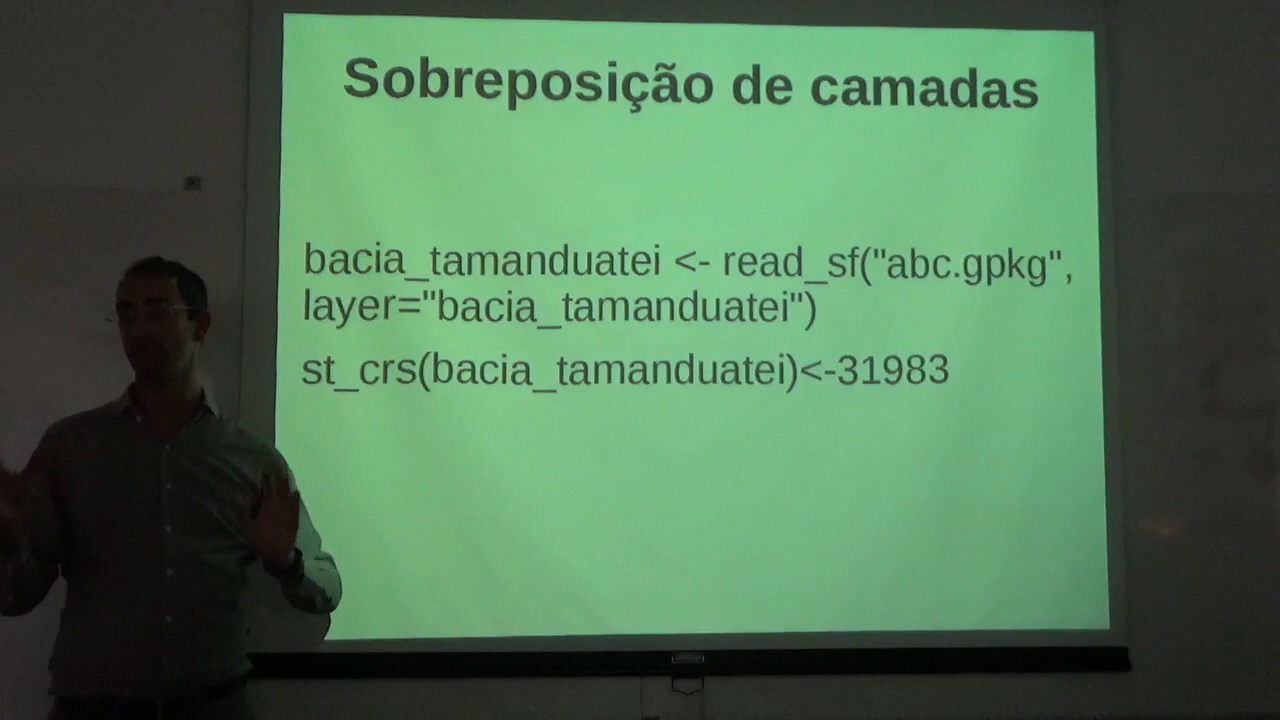 Sobreposição de camadas
bacia_tamanduatei <- read_sf("abc.gpkg",
layer="bacia_tamanduatei")
st_crs(bacia_tamanduatei)<-31983